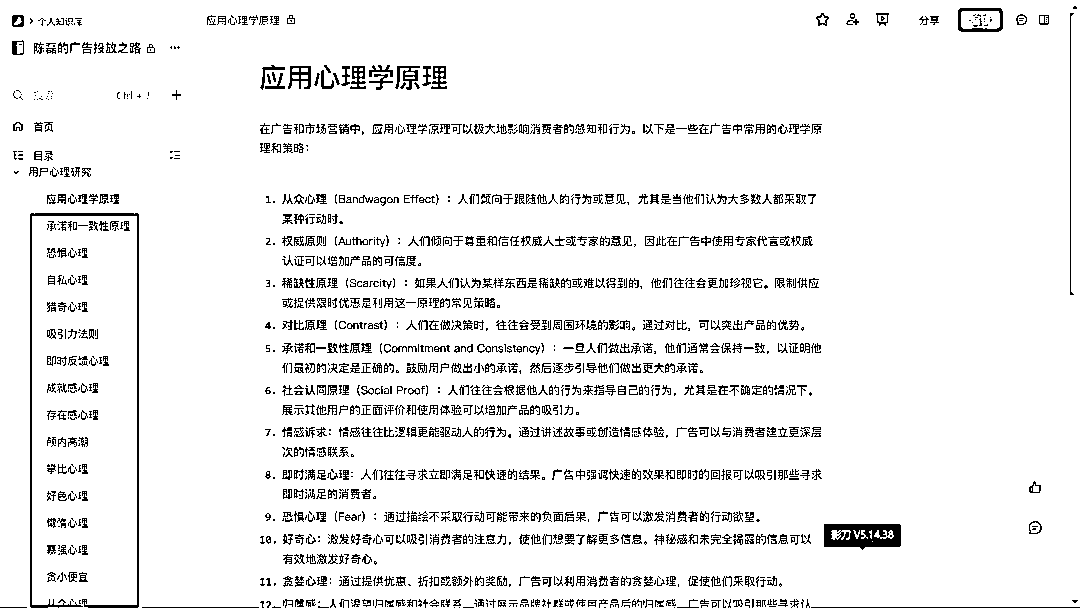 个人知识库
应用心理学原理
分享
陈磊的广告投放之路
首页
目录
用户心理研究
应用心理学原理
承诺和一致性原理
恐惧心理
自私心理
猎奇心理
吸引力法则
即时反馈心理
成就感心理
存在感心理
颅内高潮
攀比心理
好色心理
懒惰心理
慕强心理
贪小便宜
从众心理
应用心理学原理
在广告和市场营销中，应用心理学原理可以极大地影响消费者的感知和行为。以下是一些在广告中常用的心理学原
理和策略：
1. 从众心理（Bandwagon Effect）：人们倾向于跟随他人的行为或意见，尤其是当他们认为大多数人都采取了
某种行动时。
2. 权威原则（Authority）：人们倾向于尊重和信任权威人士或专家的意见，因此在广告中使用专家代言或权威
认证可以增加产品的可信度。
3. 稀缺性原理（Scarcity）：如果人们认为某样东西是稀缺的或难以得到的，他们往往会更加珍视它。限制供应
或提供限时优惠是利用这一原理的常见策略。
4. 对比原理（Contrast）：人们在做决策时，往往会受到周围环境的影响。通过对比，可以突出产品的优势。
5. 承诺和一致性原理（Commitment and Consistency）：一旦人们做出承诺，他们通常会保持一致，以证明他
们最初的决定是正确的。鼓励用户做出小的承诺，然后逐步引导他们做出更大的承诺。
6. 社会认同原理（Social Proof）：人们往往会根据他人的行为来指导自己的行为，尤其是在不确定的情况下。
展示其他用户的正面评价和使用体验可以增加产品的吸引力。
7. 情感诉求：情感往往比逻辑更能驱动人的行为。通过讲述故事或创造情感体验，广告可以与消费者建立更深层
次的情感联系。
8. 即时满足心理：人们往往寻求立即满足和快速的结果。广告中强调快速的效果和即时的回报可以吸引那些寻求
即时满足的消费者。
9. 恐惧心理（Fear）：通过描绘不采取行动可能带来的负面后果，广告可以激发消费者的行动欲望。
10. 好奇心：激发好奇心可以吸引消费者的注意力，使他们想要了解更多信息。神秘感和未完全揭露的信息可以
有效地激发好奇心。
11. 贪婪心理：通过提供优惠、折扣或额外的奖励，广告可以利用消费者的贪婪心理，促使他们采取行动。
12. 归属感：人们渴望归属感和社会联系。通过展示品牌社群或使用产品后的归属感，广告可以吸引那些寻求认
影刀 V5.14.38